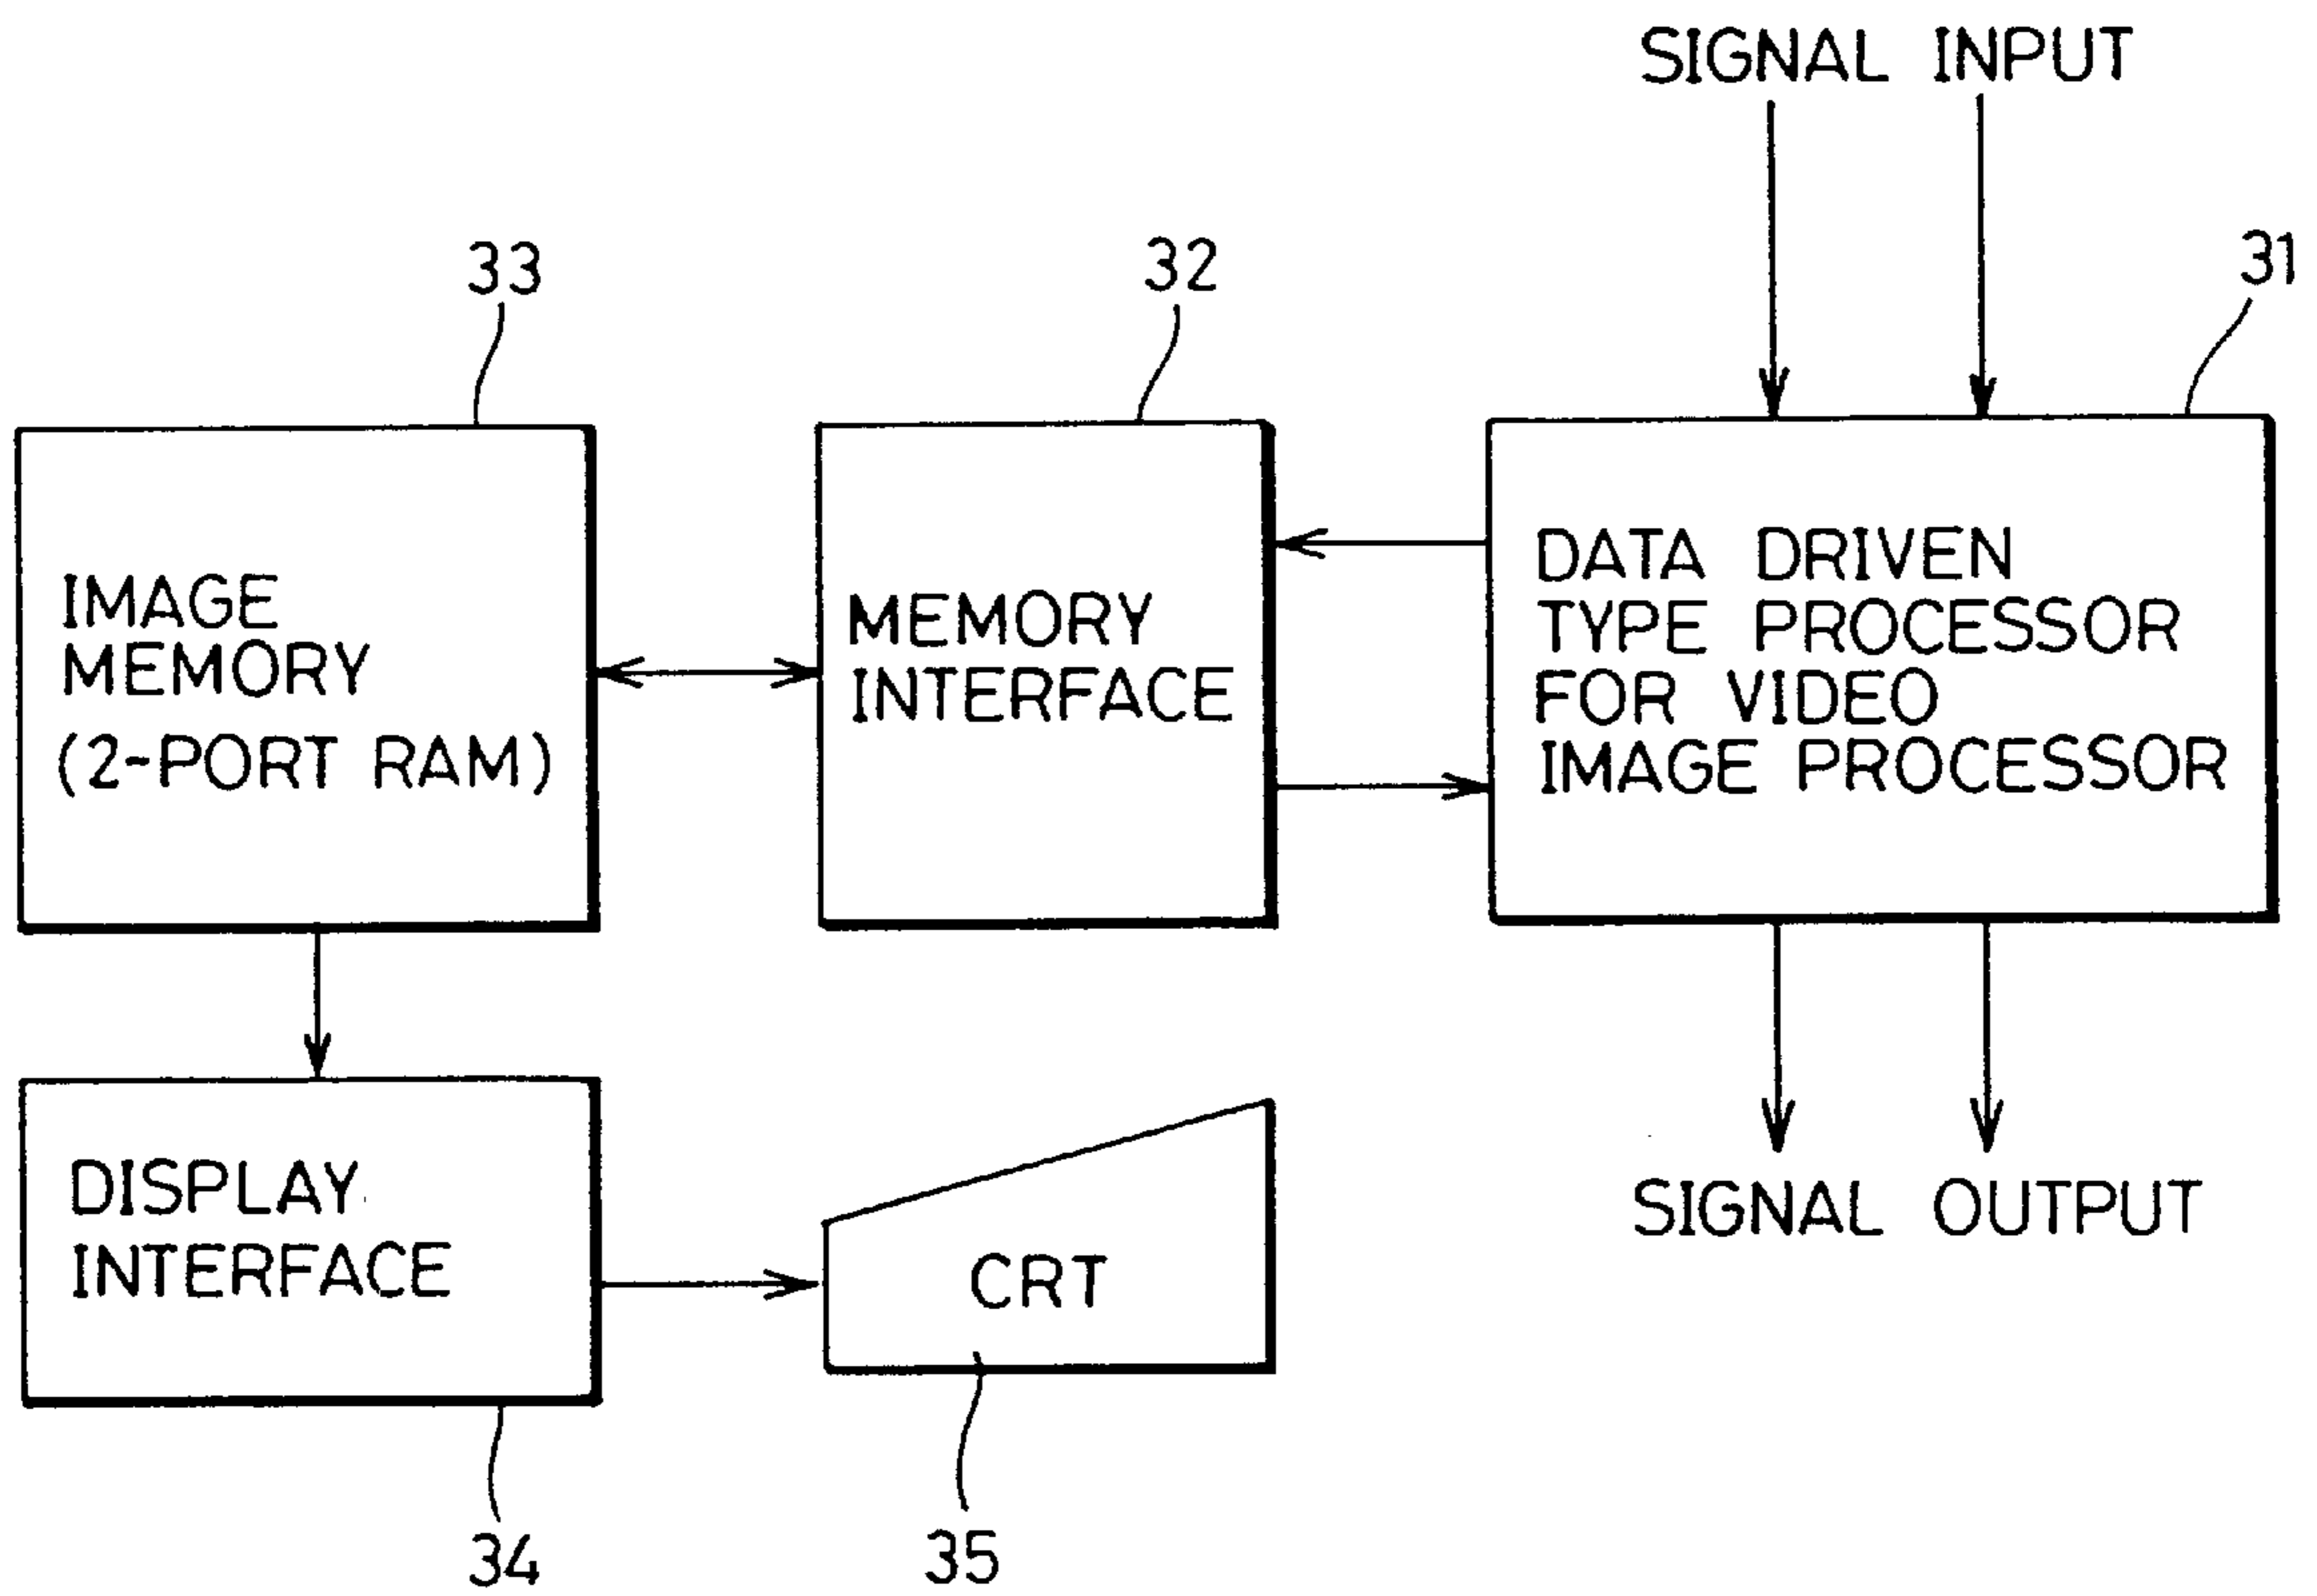 SIGNAL INPUT
33
32
31
IMAGE
MEMORY
(2-PORT RAM)
MEMORY
INTERFACE
DATA DRIVEN
TYPE PROCESSOR
FOR VIDEO
IMAGE PROCESSOR
DISPLAY
INTERFACE
CRT
SIGNAL OUTPUT
34
35